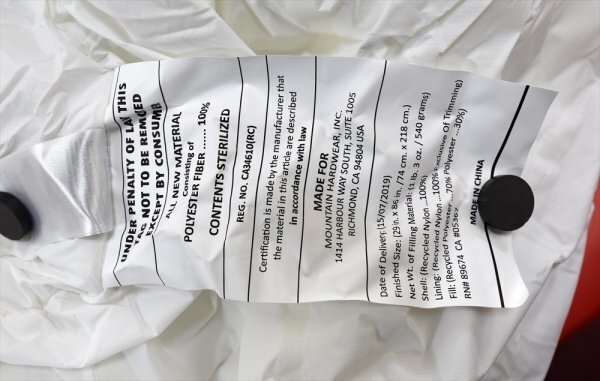 UNDER PENALTY OF LAW THIS
TAG NOT TO BE REMOVED
EXCEPT BY CONSUMER
ALL NEW MATERIAL
Consisting of
POLYESTER FIBER ....... 100%
CONTENTS STERILIZED
REG. NO. CA34610(RC)
Certification is made by the manufacturer that
the material in this article are described
in accordance with law
MADE FOR
MOUNTAIN HARDWEAR, INC.
1414 HARBOUR WAY SOUTH, SUITE 1005
RICHMOND, CA 94804 USA
Date of Delivery:(15/07/2019)
Finished Size: (29 in. x 86 in. /74 cm. x 218 cm.)
Net Wt. of Filling Material: (1 lb. 3 oz. / 540 grams)
Shell: (Recycled Nylon ...100%)
Lining: (Recycled Nylon ....100% Exclusive Of Trimming)
Fill: (Recycled Polyester ...70% Polyester ...30%)
RN# 89674 CA #05367
MADE IN CHINA